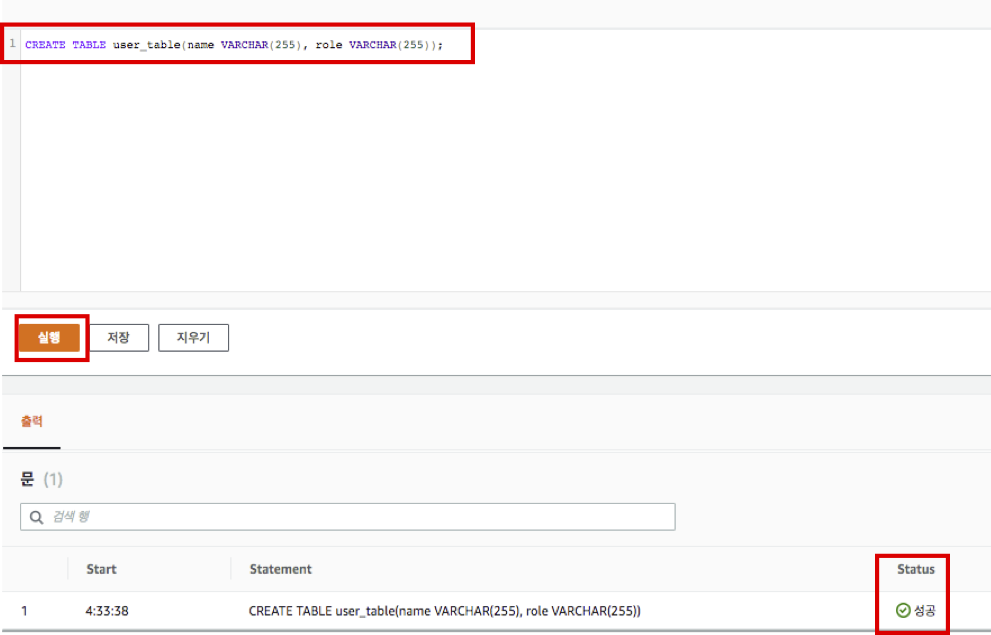 1 CREATE TABLE user_table(name VARCHAR(255), role VARCHAR(255));
실행 저장 지우기
출력
문 (1)
검색 행
Start Statement Status
1 4:33:38 CREATE TABLE user_table(name VARCHAR(255), role VARCHAR(255)) 성공